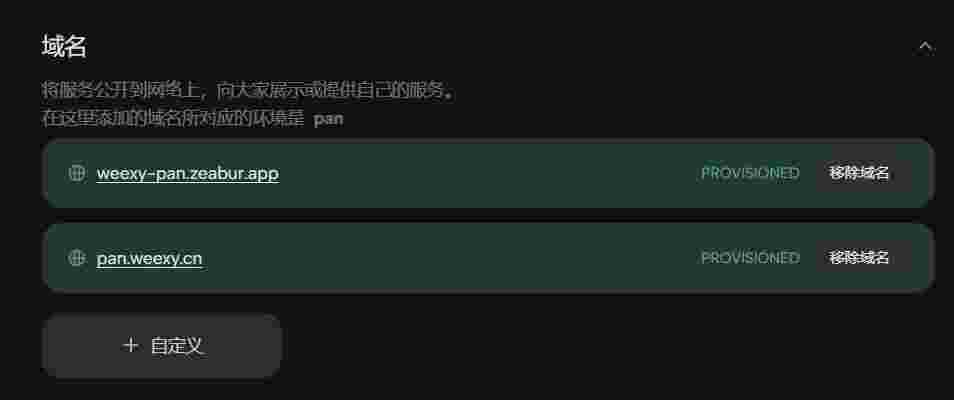 域名
将服务公开到网络上，向大家展示或提供自己的服务。
在这里添加的域名所对应的环境是 pan
weexy-pan.zeabur.app PROVISIONED 移除域名
pan.weexy.cn PROVISIONED 移除域名
+ 自定义